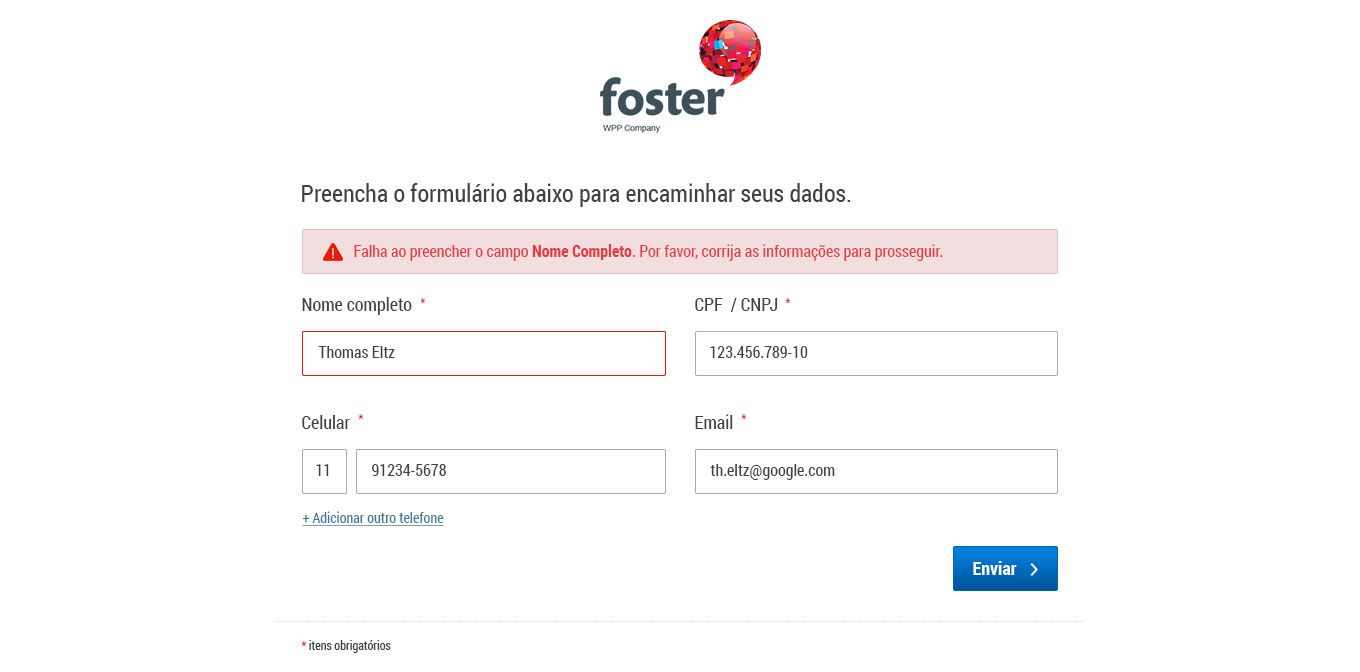 foster
WPP Company
Preencha o formulário abaixo para encaminhar seus dados.
Falha ao preencher o campo Nome Completo. Por favor, corrija as informações para prosseguir.
Nome completo * CPF / CNPJ *
Thomas Eltz 123.456.789-10
Celular * Email *
11 91234-5678 th.eltz@google.com
+ Adicionar outro telefone
Enviar
* itens obrigatórios